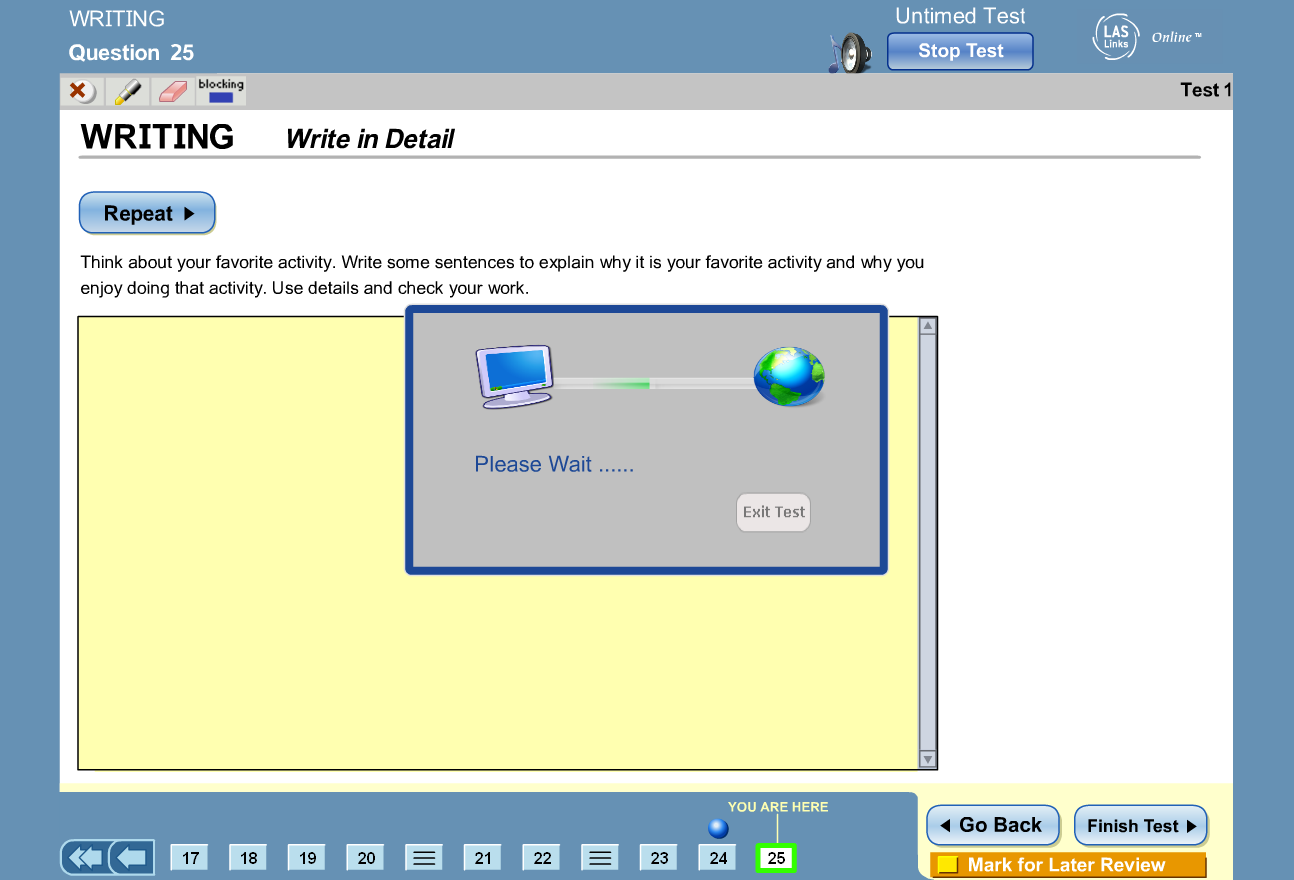 WRITING
Untimed Test
Question 25
Stop Test
LAS
Links
Online™
blocking
Test 1
WRITING
Write in Detail
Repeat
Think about your favorite activity. Write some sentences to explain why it is your favorite activity and why you
enjoy doing that activity. Use details and check your work.
Please Wait ......
Exit Test
YOU ARE HERE
17 18 19 20 21 22 23 24 25
Go Back
Finish Test
Mark for Later Review